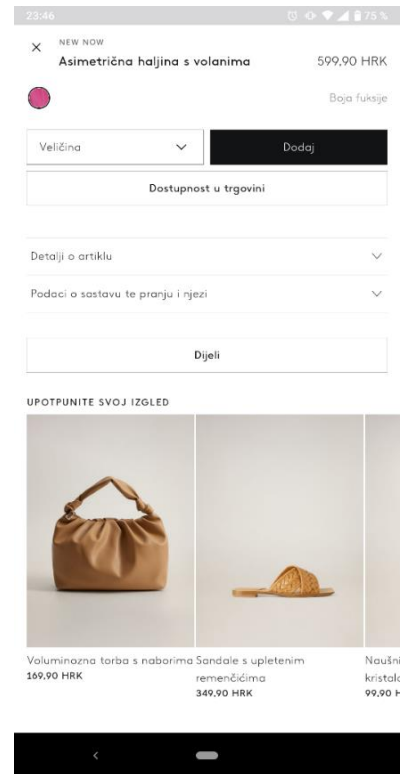 23:46
75 %
NEW NOW
Asimetrična haljina s volanima 599,90 HRK
Boja fuksije
Veličina
Dodaj
Dostupnost u trgovini
Detalji o artiklu
Podaci o sastavu te pranju i njezi
Dijeli
UPOTPUNITE SVOJ IZGLED
Voluminozna torba s naborima
169,90 HRK
Sandale s upletenim
remenčićima
349,90 HRK
Naušni
kristalo
99,90 H